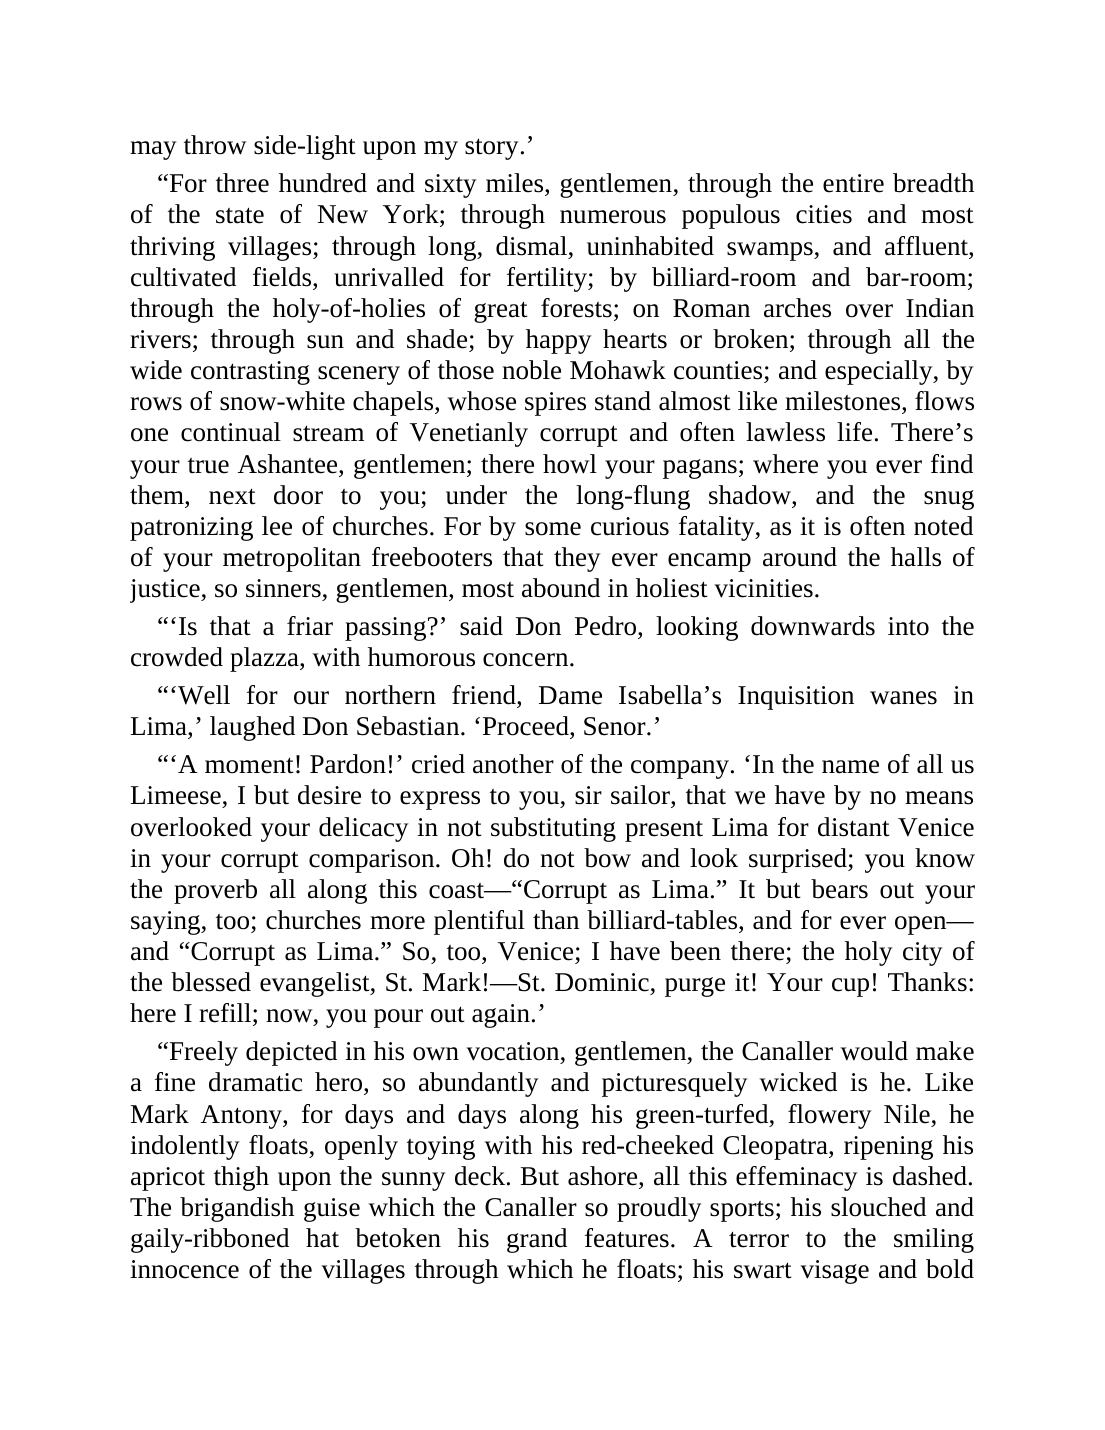 may throw side-light upon my story.’
“For three hundred and sixty miles, gentlemen, through the entire breadth
of the state of New York; through numerous populous cities and most
thriving villages; through long, dismal, uninhabited swamps, and affluent,
cultivated fields, unrivalled for fertility; by billiard-room and bar-room;
through the holy-of-holies of great forests; on Roman arches over Indian
rivers; through sun and shade; by happy hearts or broken; through all the
wide contrasting scenery of those noble Mohawk counties; and especially, by
rows of snow-white chapels, whose spires stand almost like milestones, flows
one continual stream of Venetianly corrupt and often lawless life. There’s
your true Ashantee, gentlemen; there howl your pagans; where you ever find
them, next door to you; under the long-flung shadow, and the snug
patronizing lee of churches. For by some curious fatality, as it is often noted
of your metropolitan freebooters that they ever encamp around the halls of
justice, so sinners, gentlemen, most abound in holiest vicinities.
“‘Is that a friar passing?’ said Don Pedro, looking downwards into the
crowded plazza, with humorous concern.
“‘Well for our northern friend, Dame Isabella’s Inquisition wanes in
Lima,’ laughed Don Sebastian. ‘Proceed, Senor.’
“‘A moment! Pardon!’ cried another of the company. ‘In the name of all us
Limeese, I but desire to express to you, sir sailor, that we have by no means
overlooked your delicacy in not substituting present Lima for distant Venice
in your corrupt comparison. Oh! do not bow and look surprised; you know
the proverb all along this coast—“Corrupt as Lima.” It but bears out your
saying, too; churches more plentiful than billiard-tables, and for ever open—
and “Corrupt as Lima.” So, too, Venice; I have been there; the holy city of
the blessed evangelist, St. Mark!—St. Dominic, purge it! Your cup! Thanks:
here I refill; now, you pour out again.’
“Freely depicted in his own vocation, gentlemen, the Canaller would make
a fine dramatic hero, so abundantly and picturesquely wicked is he. Like
Mark Antony, for days and days along his green-turfed, flowery Nile, he
indolently floats, openly toying with his red-cheeked Cleopatra, ripening his
apricot thigh upon the sunny deck. But ashore, all this effeminacy is dashed.
The brigandish guise which the Canaller so proudly sports; his slouched and
gaily-ribboned hat betoken his grand features. A terror to the smiling
innocence of the villages through which he floats; his swart visage and bold